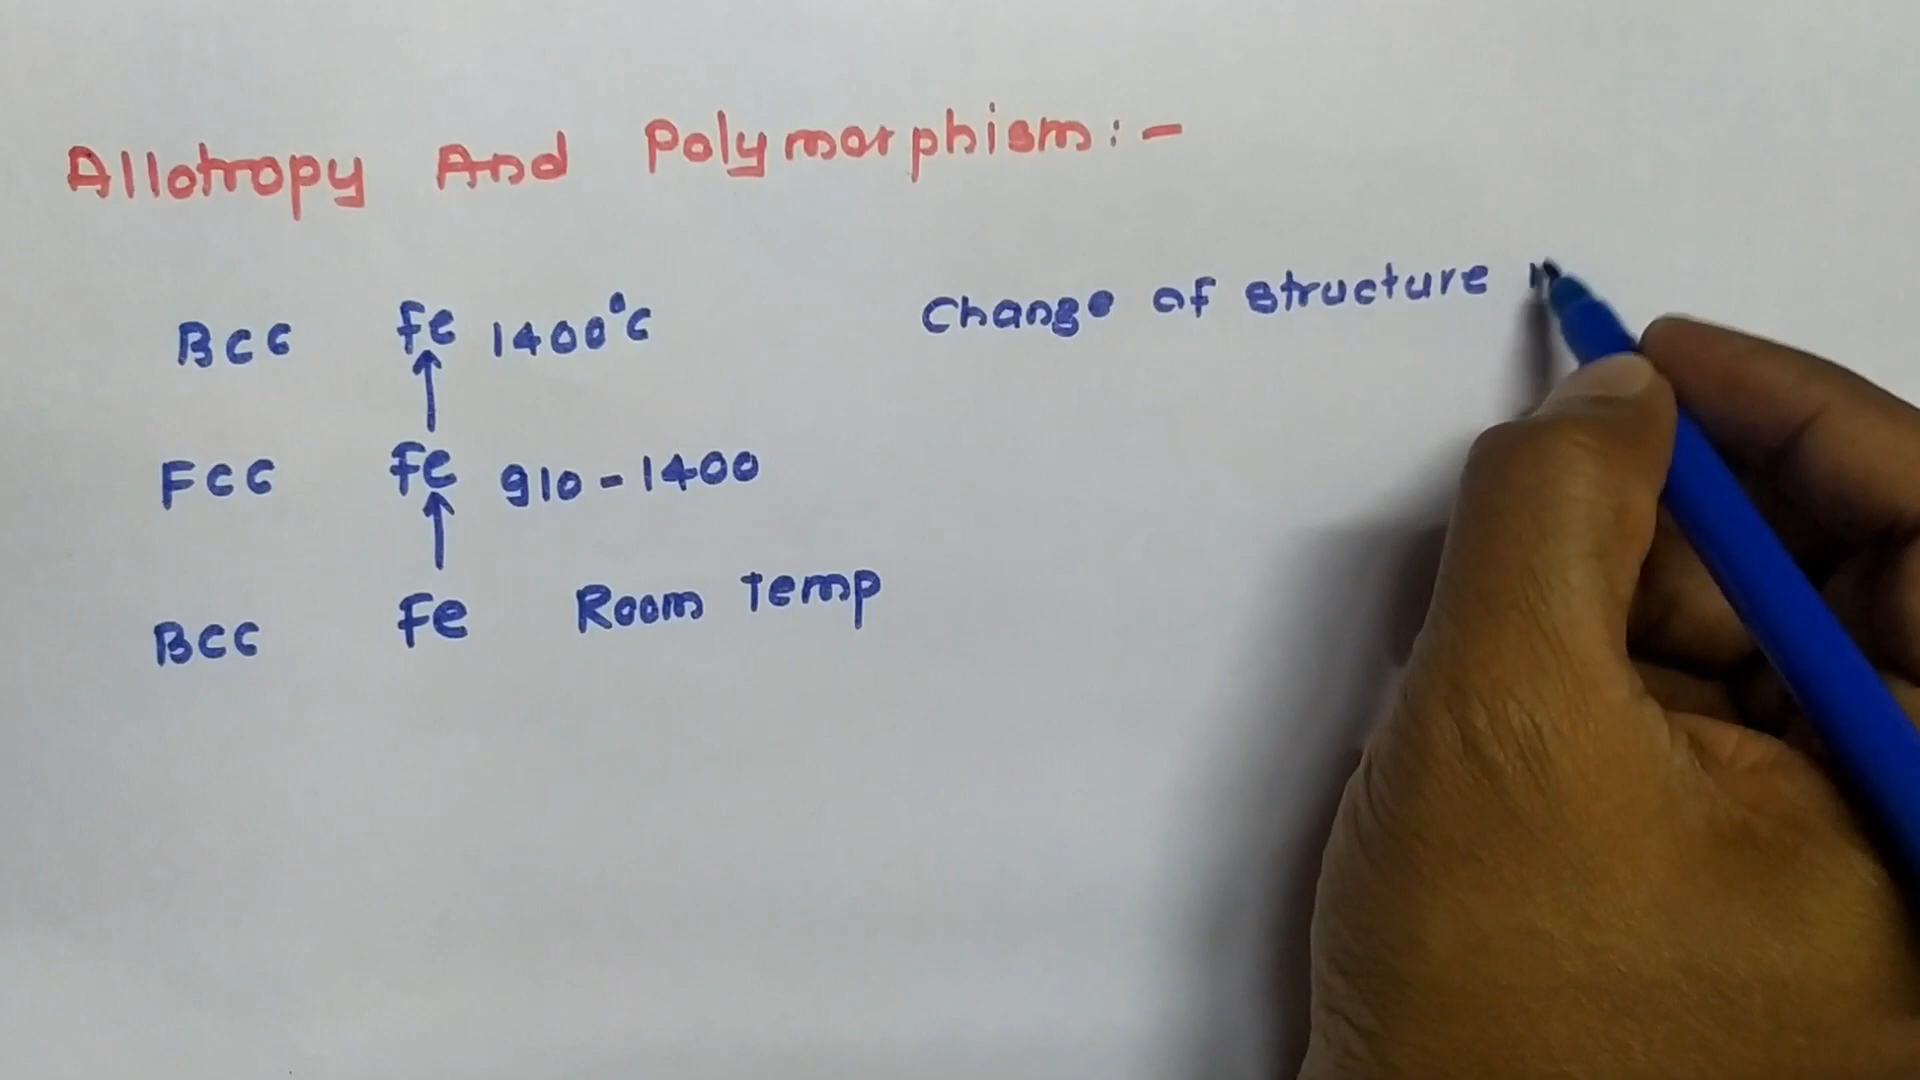 Allotropy And Polymorphism:-
BCC Fe 1400°C
Change of structure
FCC Fe 910-1400
BCC Fe Room Temp